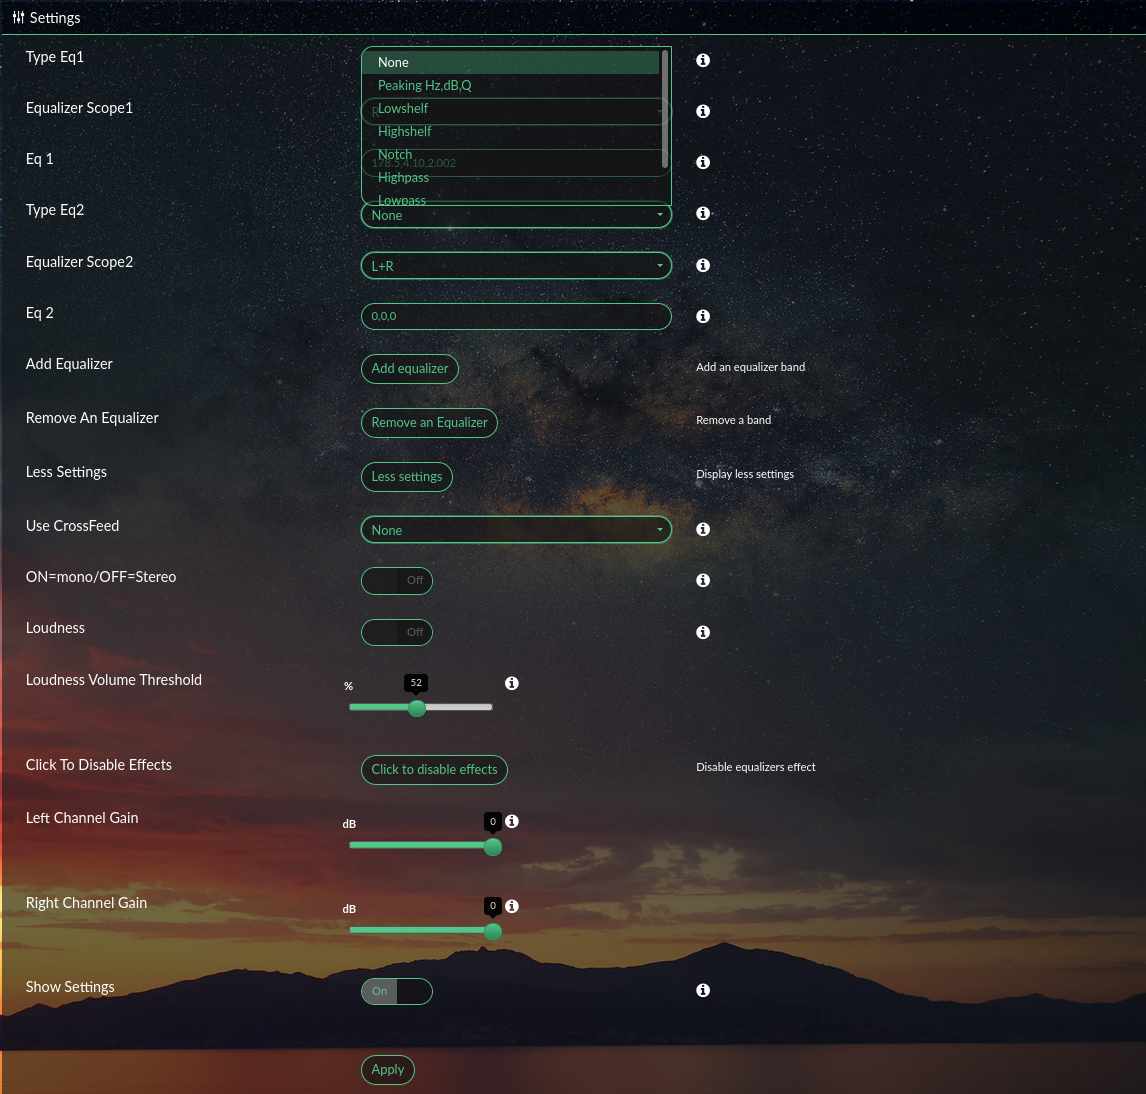 Settings
Type Eq1
None
Peaking Hz,dB,Q
Lowshelf
Highshelf
Notch
Highpass
Lowpass
Equalizer Scope1
R
Eq 1
178.5,4.10,2.002
Type Eq2
None
Equalizer Scope2
L+R
Eq 2
0,0,0
Add Equalizer
Add equalizer
Add an equalizer band
Remove An Equalizer
Remove an Equalizer
Remove a band
Less Settings
Less settings
Display less settings
Use CrossFeed
None
ON=mono/OFF=Stereo
Off
Loudness
Off
Loudness Volume Threshold
%
52
Click To Disable Effects
Click to disable effects
Disable equalizers effect
Left Channel Gain
dB
0
Right Channel Gain
dB
0
Show Settings
On
Apply